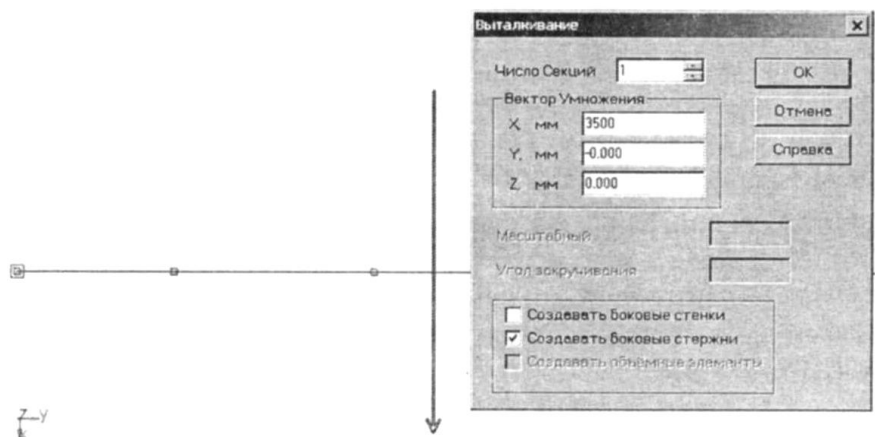 Выталкивание
Число Секций 1
OK
Вектор Умножения
X, мм 3500
Отмена
Y, мм -0.000
Справка
Z, мм 0.000
Масштабный
Угол закручивания
Создавать боковые стенки
Создавать боковые стержни
Создавать объёмные элементы
Z Y
X